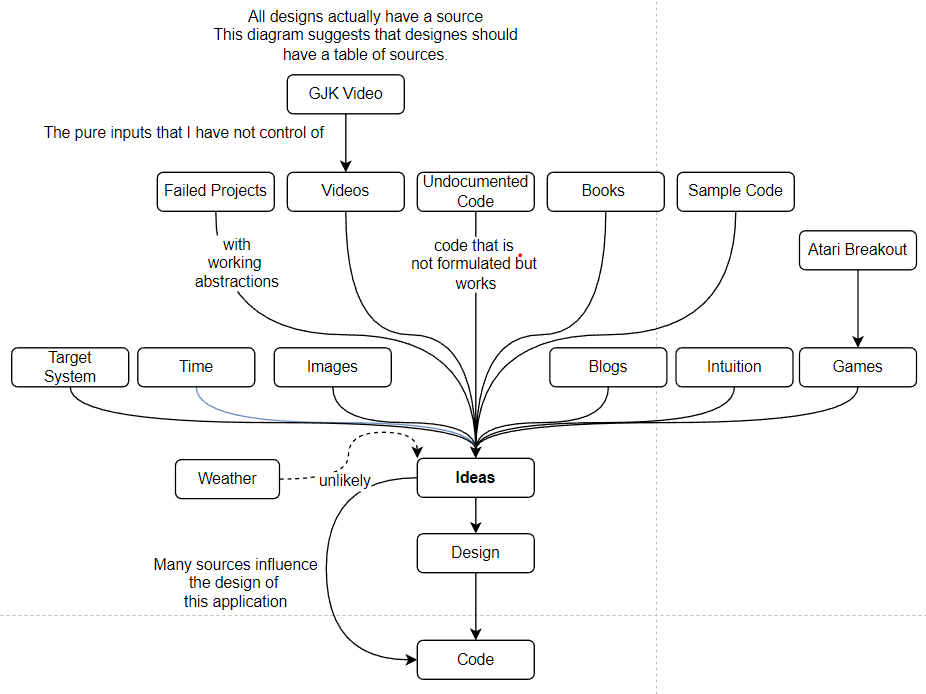 All designs actually have a source
This diagram suggests that designes should
have a table of sources.
GJK Video
The pure inputs that I have not control of
Failed Projects
Videos
Undocumented
Code
Books
Sample Code
with
working
abstractions
code that is
not formulated but
works
Atari Breakout
Target
System
Time
Images
Blogs
Intuition
Games
Weather
unlikely
Ideas
Design
Many sources influence
the design of
this application
Code